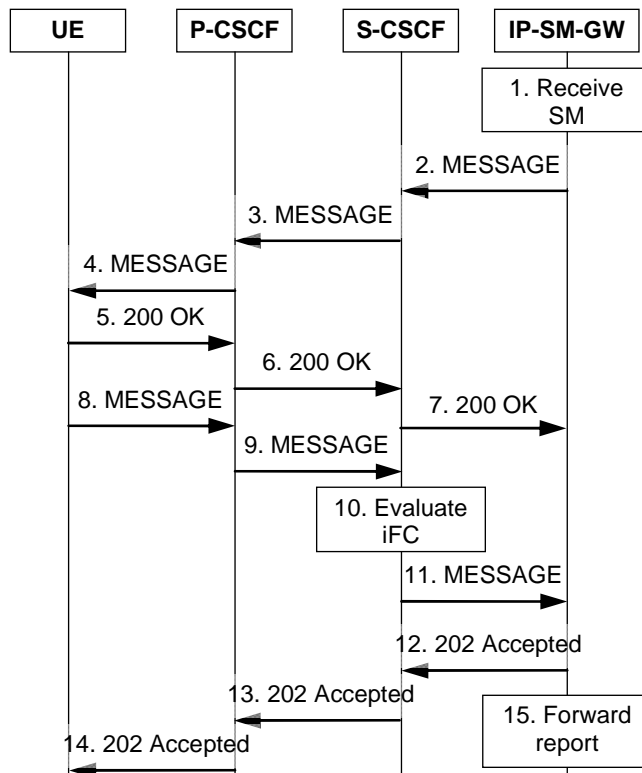 UE P-CSCF S-CSCF IP-SM-GW
1. Receive
SM
2. MESSAGE
3. MESSAGE
4. MESSAGE
5. 200 OK
6. 200 OK
8. MESSAGE
7. 200 OK
9. MESSAGE
10. Evaluate
iFC
11. MESSAGE
12. 202 Accepted
13. 202 Accepted
15. Forward
report
14. 202 Accepted